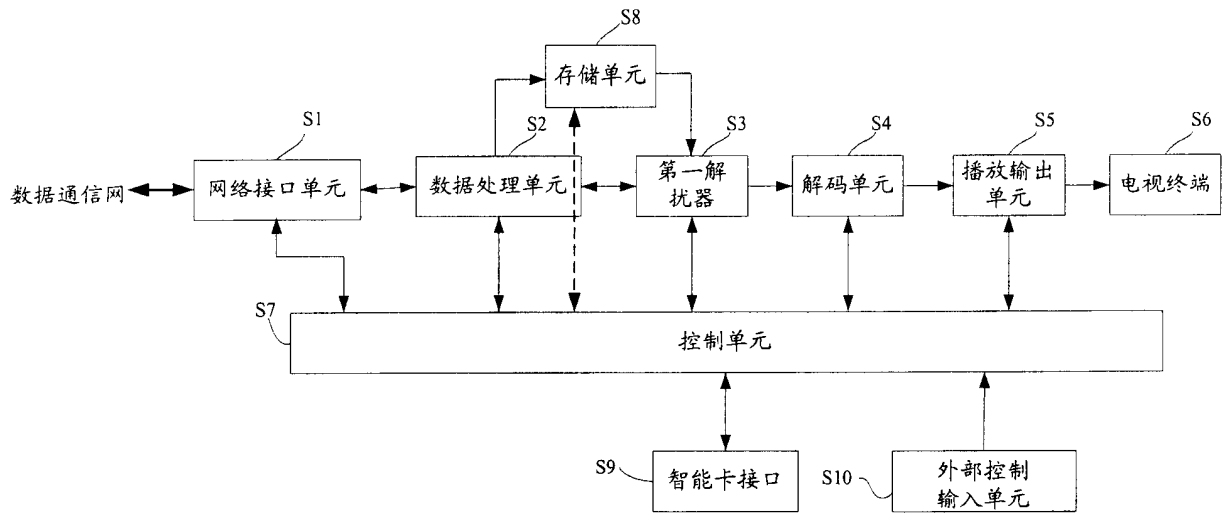 S8
存储单元
S1
S2
S3
S4
S5
S6
数据通信网
网络接口单元
数据处理单元
第一解
扰器
解码单元
播放输出
单元
电视终端
S7
控制单元
S9
智能卡接口
S10
外部控制
输入单元